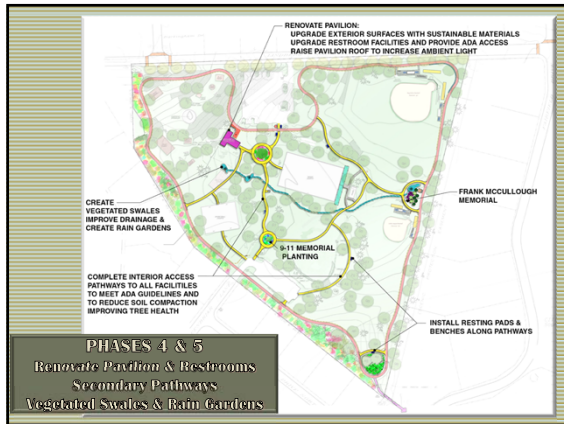 RENOVATE PAVILION:
UPGRADE EXTERIOR SURFACES WITH SUSTAINABLE MATERIALS
UPGRADE RESTROOM FACILITIES AND PROVIDE ADA ACCESS
RAISE PAVILION ROOF TO INCREASE AMBIENT LIGHT
CREATE
VEGETATED SWALES
IMPROVE DRAINAGE &
CREATE RAIN GARDENS
FRANK MCCULLOUGH
MEMORIAL
9-11 MEMORIAL
PLANTING
COMPLETE INTERIOR ACCESS
PATHWAYS TO ALL FACILITILES
TO MEET ADA GUIDELINES AND
TO REDUCE SOIL COMPACTION
IMPROVING TREE HEALTH
INSTALL RESTING PADS &
BENCHES ALONG PATHWAYS
PHASES 4 & 5
Renovate Pavilion & Restrooms
Secondary Pathways
Vegetated Swales & Rain Gardens